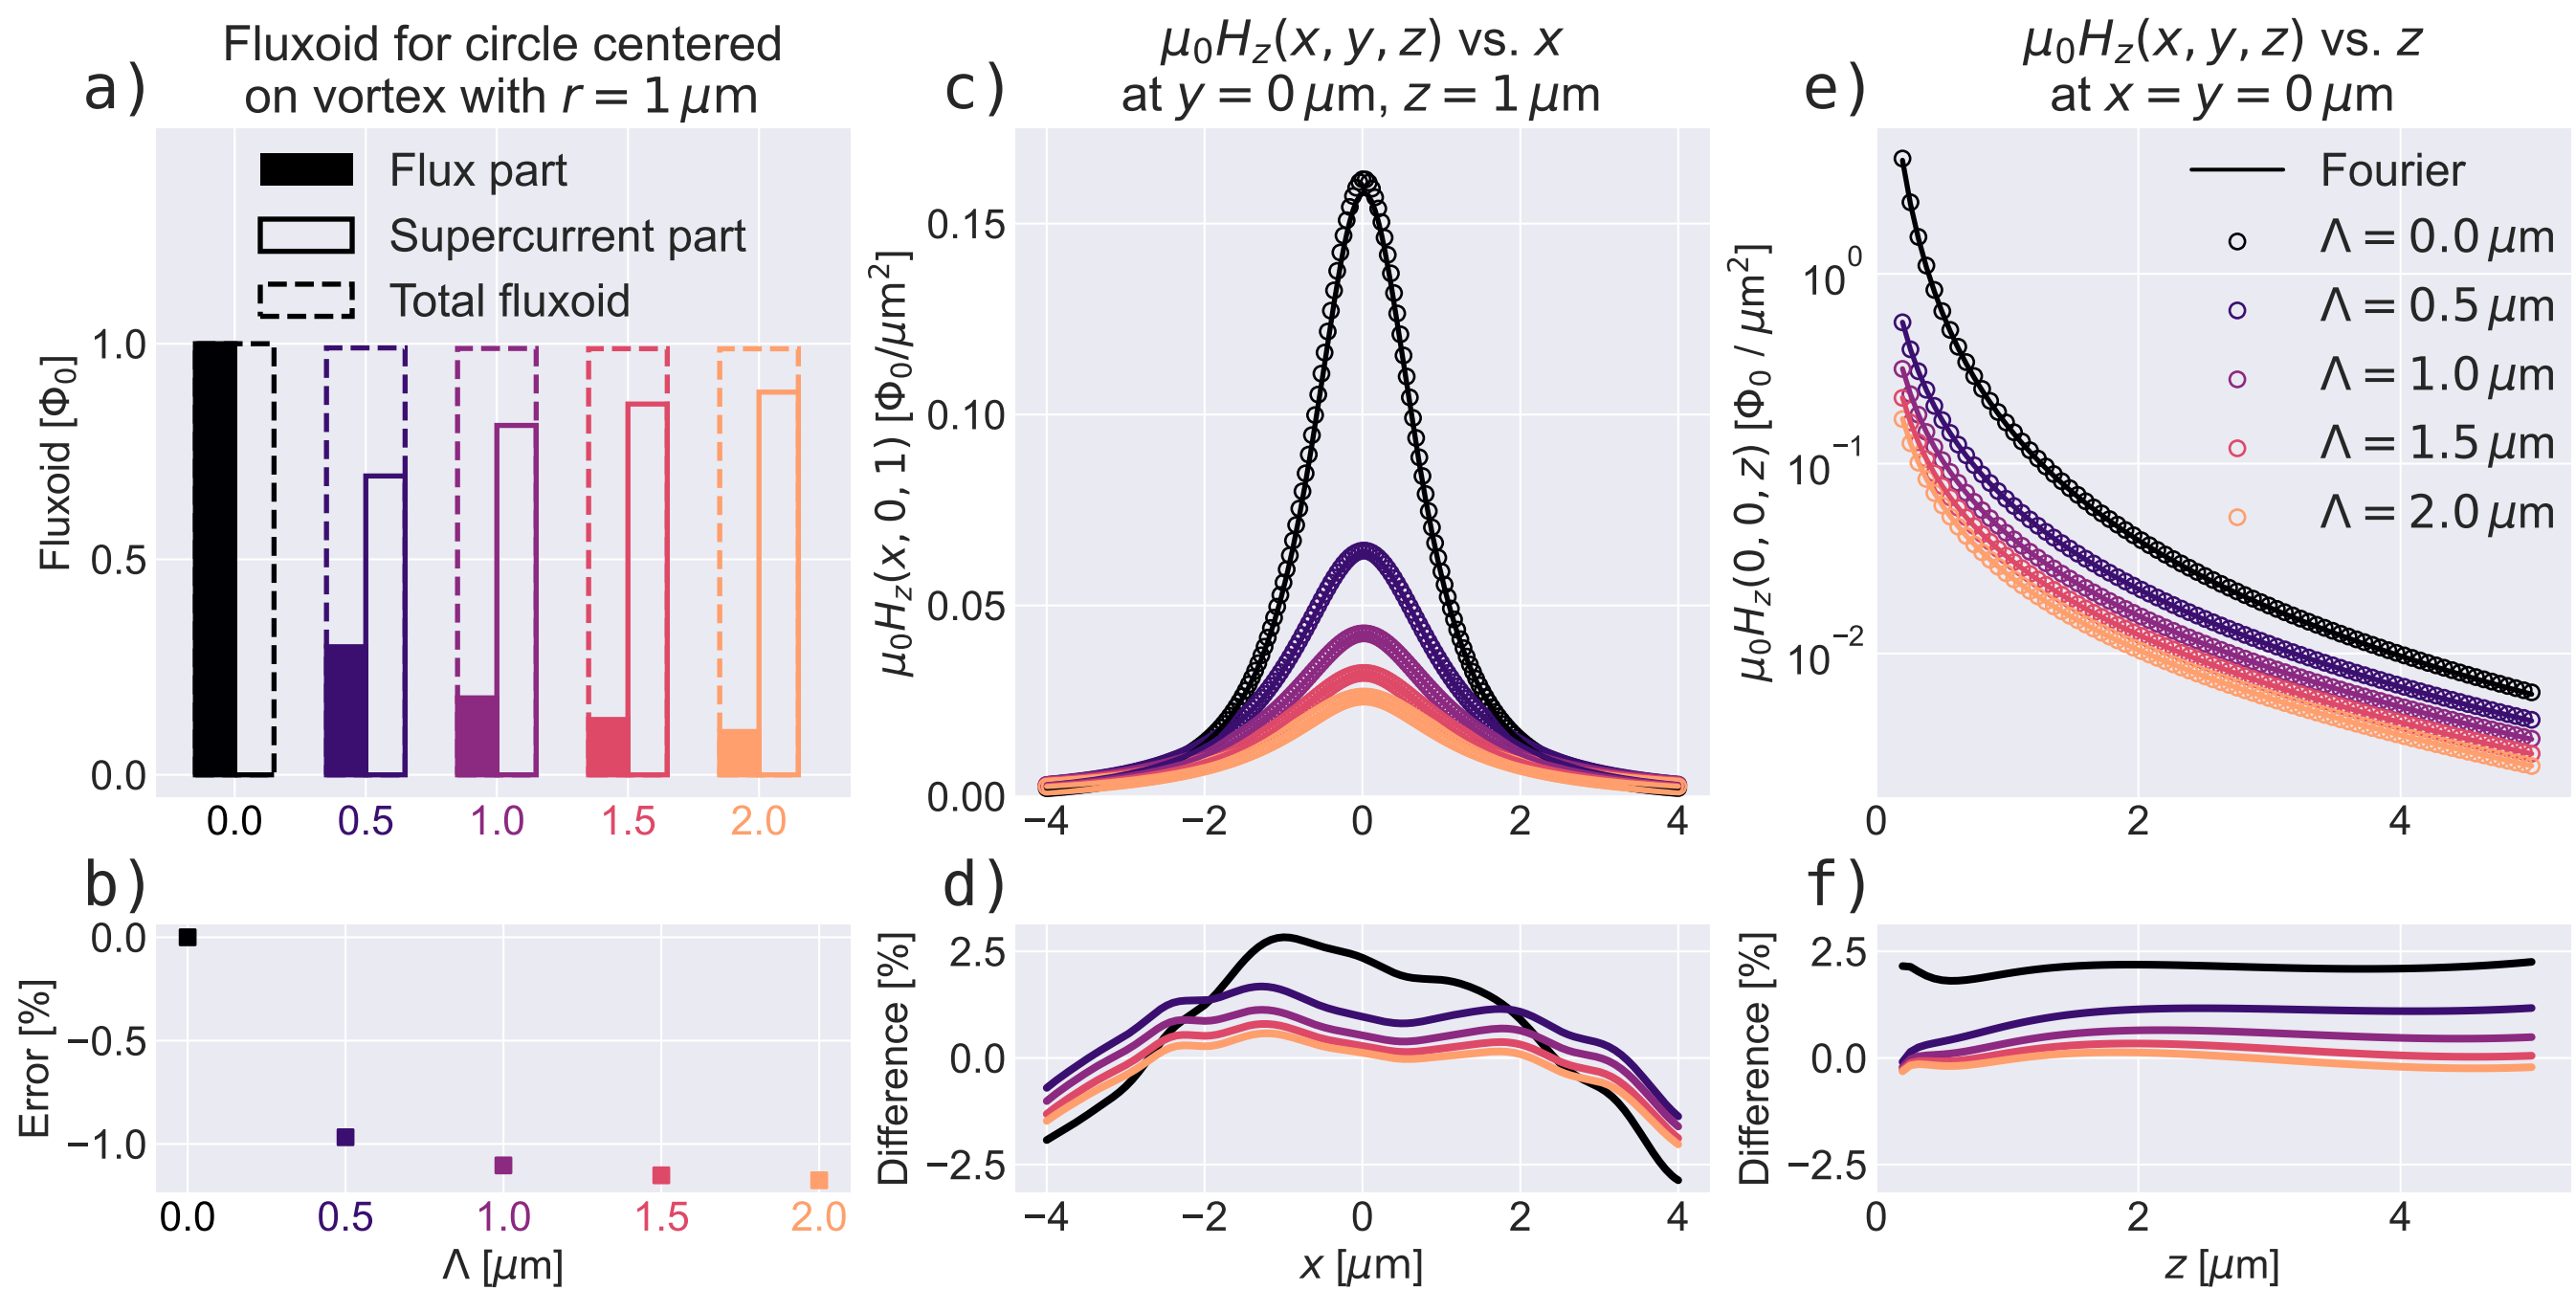 a)
Fluxoid for circle centered
on vortex with r = 1 μm
Flux part
Supercurrent part
Total fluxoid
Fluxoid [Φ₀]
1.0
0.5
0.0
0.0 0.5 1.0 1.5 2.0
b)
Error [%]
0.0
−0.5
−1.0
0.0 0.5 1.0 1.5 2.0
Λ [μm]
c)
μ₀H_z(x, y, z) vs. x
at y = 0 μm, z = 1 μm
μ₀H_z(x, 0, 1) [Φ₀/μm²]
0.15
0.10
0.05
0.00
−4 −2 0 2 4
d)
Difference [%]
2.5
0.0
−2.5
−4 −2 0 2 4
x [μm]
e)
μ₀H_z(x, y, z) vs. z
at x = y = 0 μm
Fourier
Λ = 0.0 μm
Λ = 0.5 μm
Λ = 1.0 μm
Λ = 1.5 μm
Λ = 2.0 μm
μ₀H_z(0, 0, z) [Φ₀ / μm²]
10⁰
10⁻¹
10⁻²
0 2 4
f)
Difference [%]
2.5
0.0
−2.5
0 2 4
z [μm]